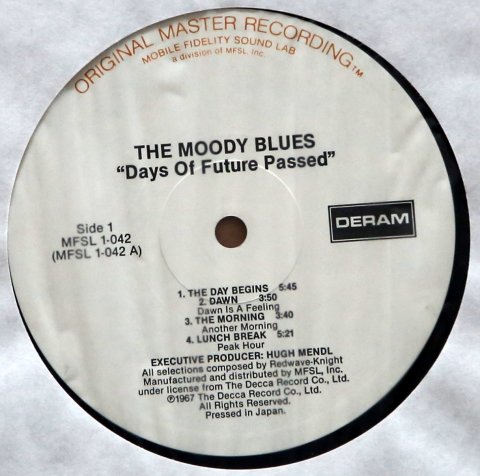 ORIGINAL MASTER RECORDING™
MOBILE FIDELITY SOUND LAB
a division of MFSL, Inc.
THE MOODY BLUES
“Days Of Future Passed”
Side 1
MFSL 1-042
(MFSL 1-042 A)
DERAM
1. THE DAY BEGINS 5:45
2. DAWN 3:50
Dawn Is A Feeling
3. THE MORNING 3:40
Another Morning
4. LUNCH BREAK 5:21
Peak Hour
EXECUTIVE PRODUCER: HUGH MENDL
All selections composed by Redwave-Knight
Manufactured and distributed by MFSL, Inc.
under license from The Decca Record Co., Ltd.
℗1967 The Decca Record Co., Ltd.
All Rights Reserved.
Pressed in Japan.